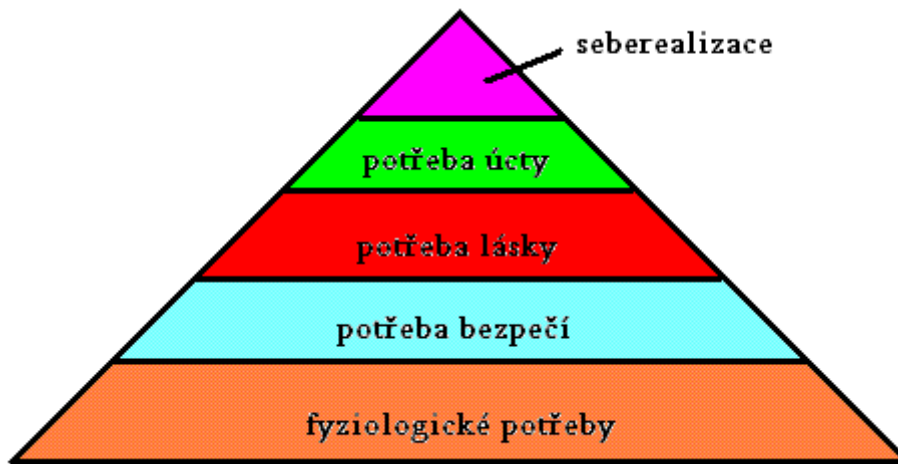 seberealizace
potřeba úcty
potřeba lásky
potřeba bezpečí
fyziologické potřeby